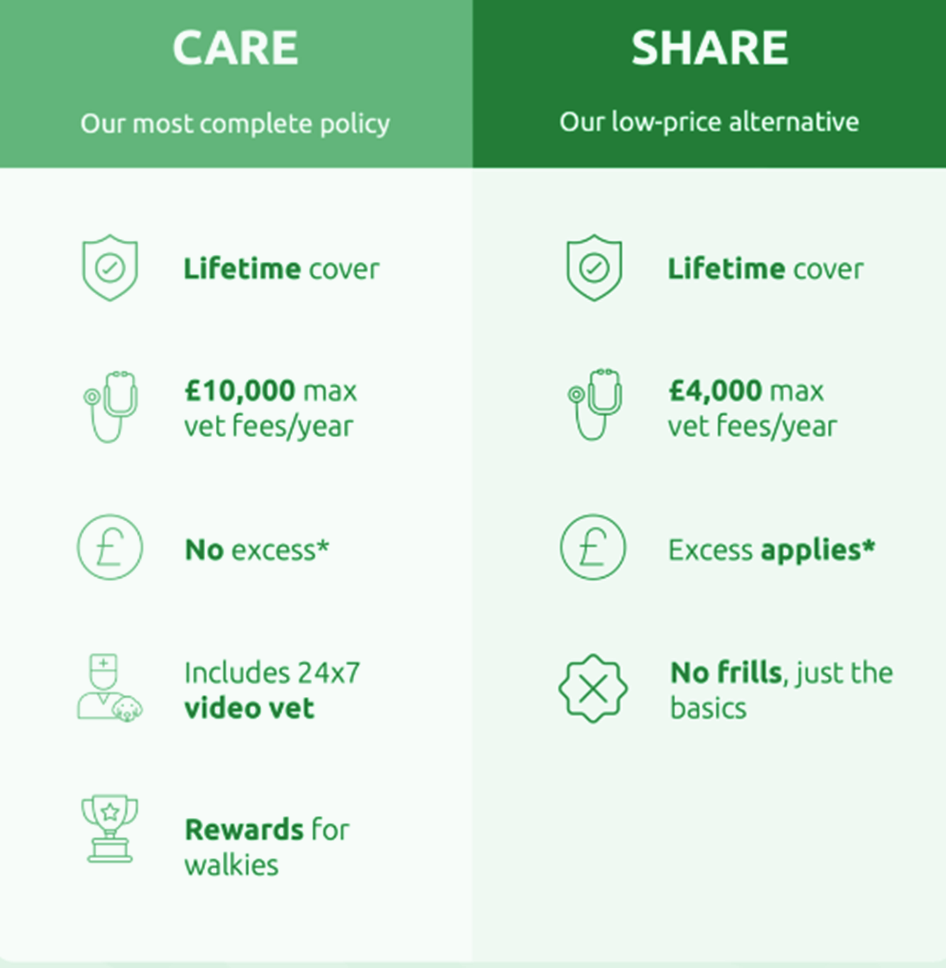 CARE
Our most complete policy
Lifetime cover
£10,000 max
vet fees/year
£
No excess*
Includes 24x7
video vet
Rewards for
walkies
SHARE
Our low-price alternative
Lifetime cover
£4,000 max
vet fees/year
£
Excess applies*
No frills, just the
basics